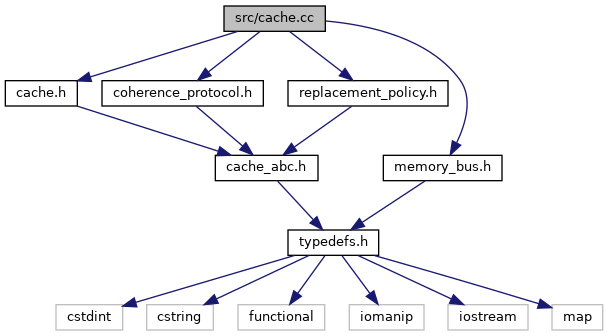 src/cache.cc
cache.h
coherence_protocol.h
replacement_policy.h
cache_abc.h
memory_bus.h
typedefs.h
cstdint
cstring
functional
iomanip
iostream
map